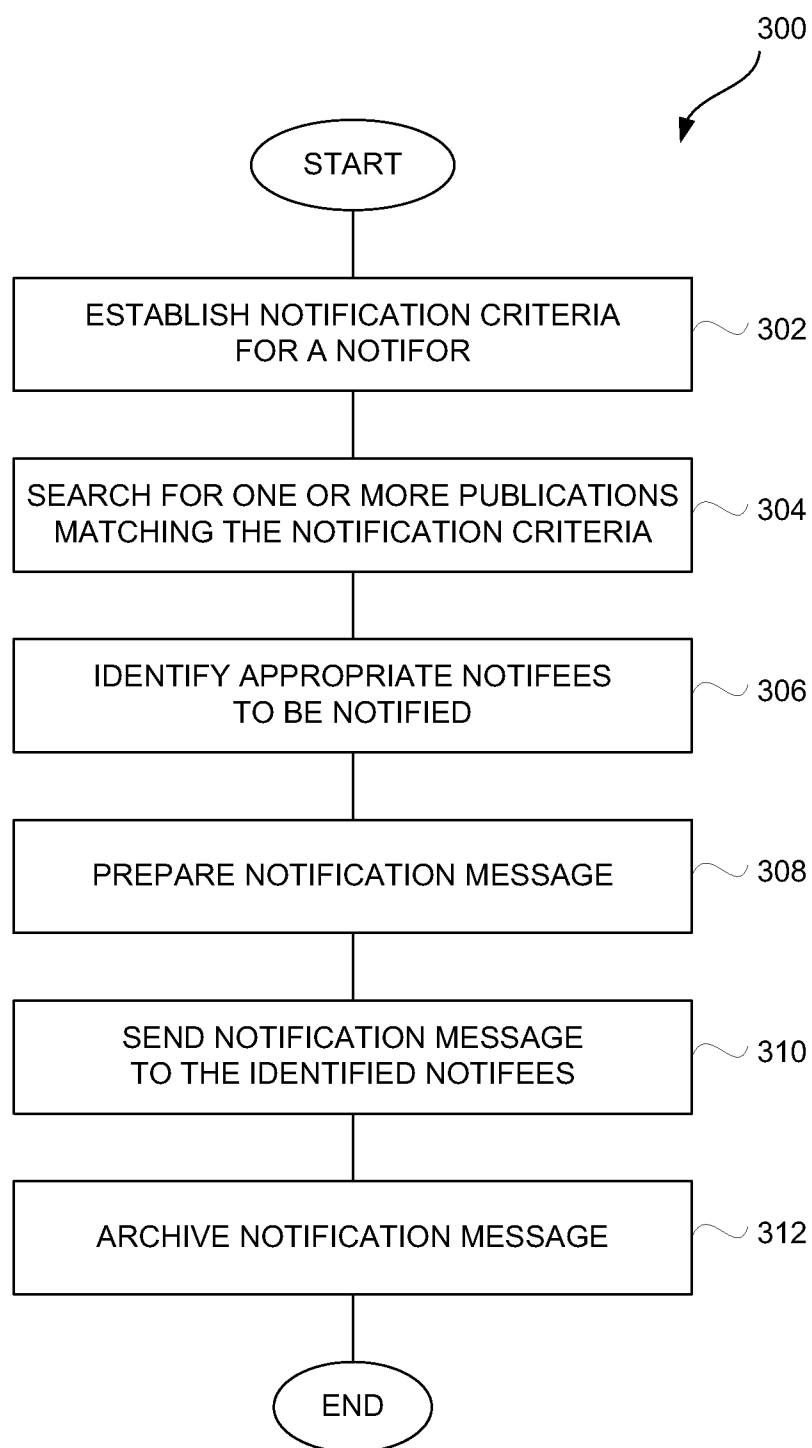 300
START
ESTABLISH NOTIFICATION CRITERIA
FOR A NOTIFOR
302
SEARCH FOR ONE OR MORE PUBLICATIONS
MATCHING THE NOTIFICATION CRITERIA
304
IDENTIFY APPROPRIATE NOTIFEES
TO BE NOTIFIED
306
PREPARE NOTIFICATION MESSAGE
308
SEND NOTIFICATION MESSAGE
TO THE IDENTIFIED NOTIFEES
310
ARCHIVE NOTIFICATION MESSAGE
312
END